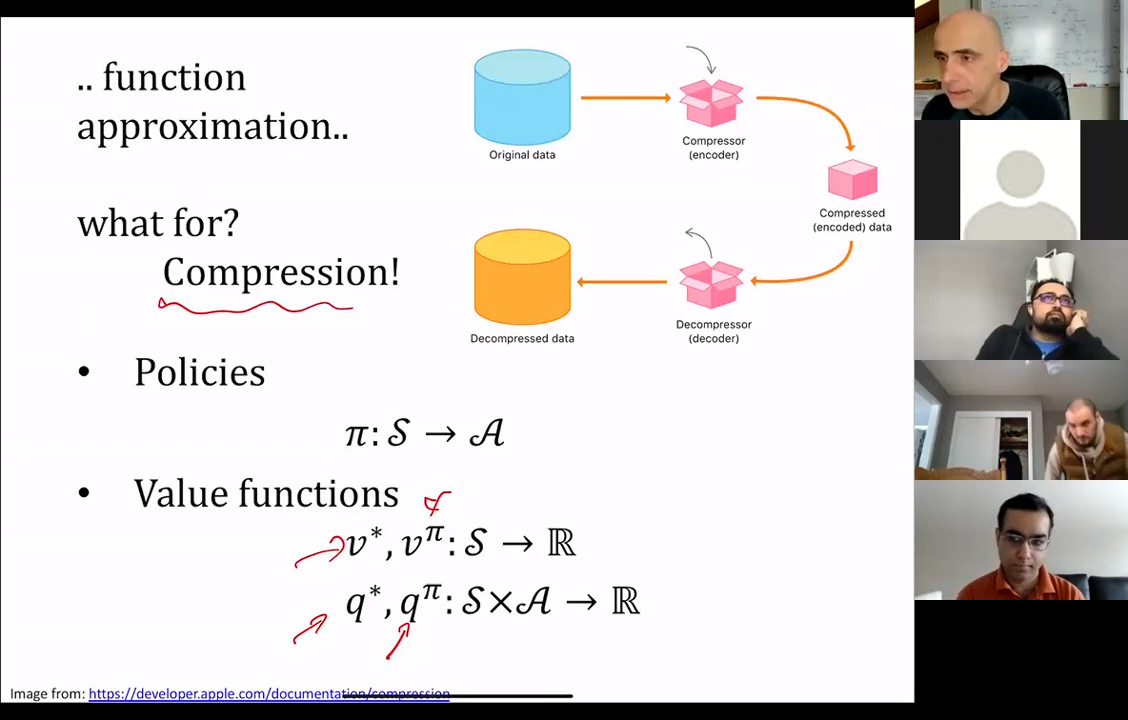 .. function
approximation..
what for?
Compression!
• Policies
π: 𝒮 → 𝒜
• Value functions
v*, v^π: 𝒮 → ℝ
q*, q^π: 𝒮×𝒜 → ℝ
Original data
Compressor
(encoder)
Compressed
(encoded) data
Decompressor
(decoder)
Decompressed data
Image from: https://developer.apple.com/documentation/compression